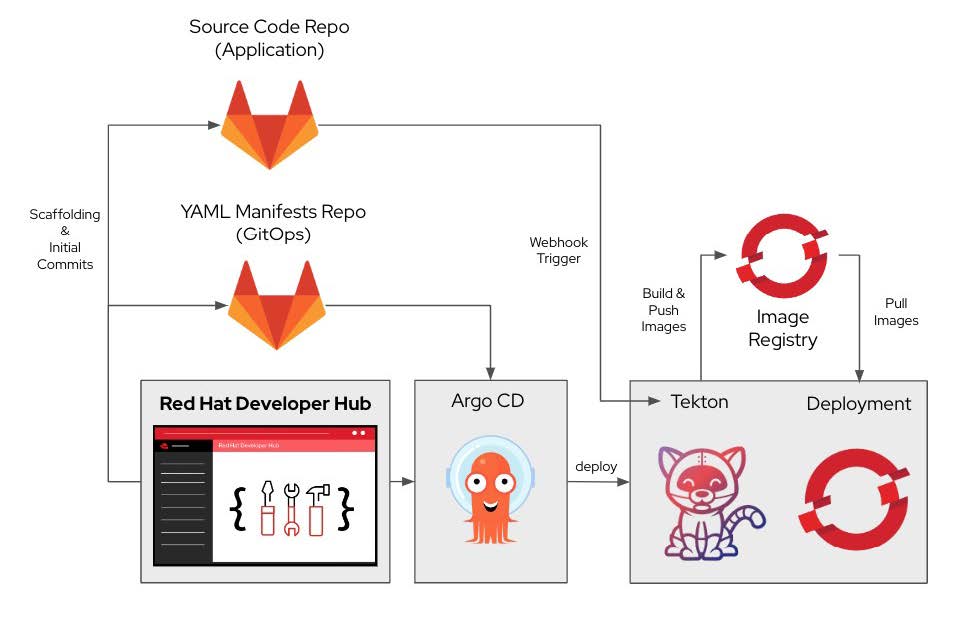 Source Code Repo
(Application)
YAML Manifests Repo
(GitOps)
Scaffolding
&
Initial
Commits
Webhook
Trigger
Build &
Push
Images
Image
Registry
Pull
Images
Red Hat Developer Hub
Red Hat Developer Hub
Argo CD
deploy
Tekton
Deployment